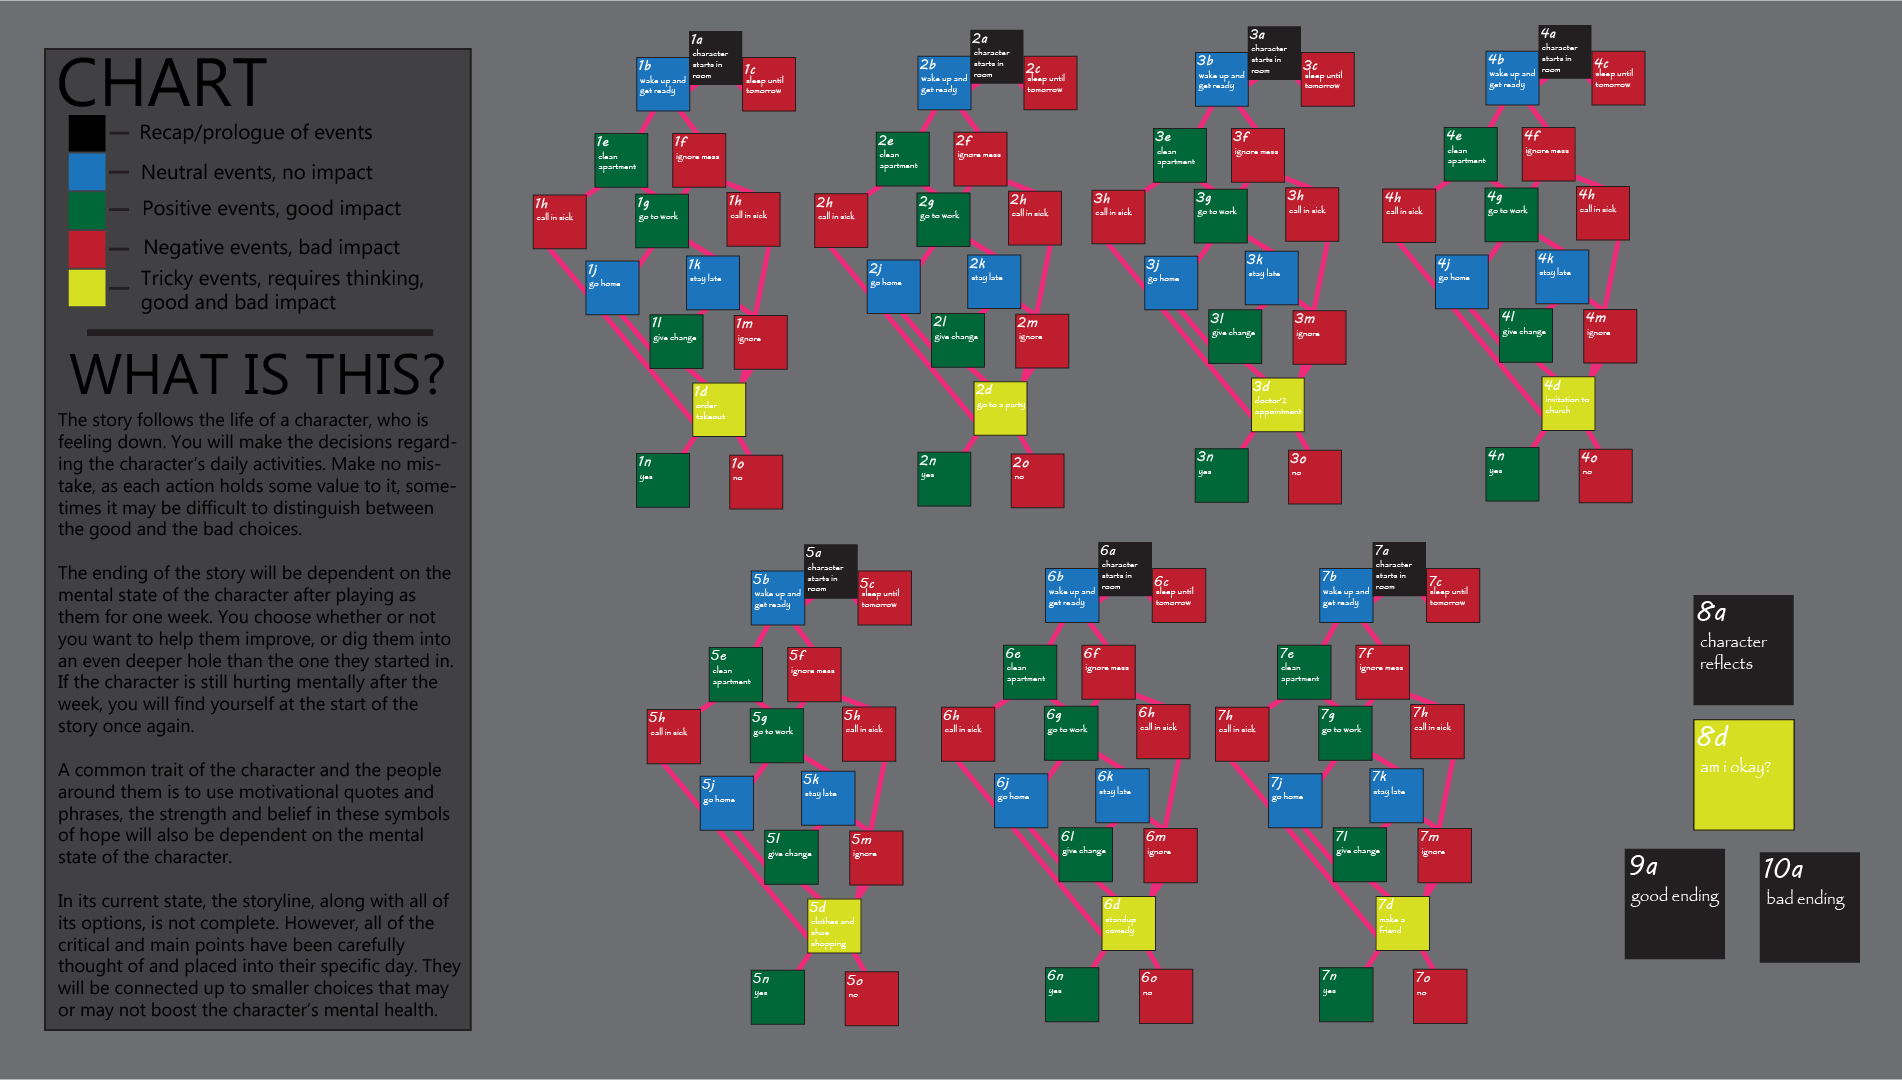 CHART
Recap/prologue of events
Neutral events, no impact
Positive events, good impact
Negative events, bad impact
Tricky events, requires thinking,
good and bad impact
WHAT IS THIS?
The story follows the life of a character, who is
feeling down. You will make the decisions regard-
ing the character's daily activities. Make no mis-
take, as each action holds some value to it, some-
times it may be difficult to distinguish between
the good and the bad choices.
The ending of the story will be dependent on the
mental state of the character after playing as
them for one week. You choose whether or not
you want to help them improve, or dig them into
an even deeper hole than the one they started in.
If the character is still hurting mentally after the
week, you will find yourself at the start of the
story once again.
A common trait of the character and the people
around them is to use motivational quotes and
phrases, the strength and belief in these symbols
of hope will also be dependent on the mental
state of the character.
In its current state, the storyline, along with all of
its options, is not complete. However, all of the
critical and main points have been carefully
thought of and placed into their specific day. They
will be connected up to smaller choices that may
or may not boost the character's mental health.
1a
character
starts in
room
1b
wake up and
get ready
1c
sleep until
tomorrow
1e
clean
apartment
1f
ignore mess
1h
call in sick
1g
go to work
1h
call in sick
1j
go home
1k
stay late
1l
give change
1m
ignore
1d
order
takeout
1n
yes
1o
no
2a
character
starts in
room
2b
wake up and
get ready
2c
sleep until
tomorrow
2e
clean
apartment
2f
ignore mess
2h
call in sick
2g
go to work
2h
call in sick
2j
go home
2k
stay late
2l
give change
2m
ignore
2d
go to a party
2n
yes
2o
no
3a
character
starts in
room
3b
wake up and
get ready
3c
sleep until
tomorrow
3e
clean
apartment
3f
ignore mess
3h
call in sick
3g
go to work
3h
call in sick
3j
go home
3k
stay late
3l
give change
3m
ignore
3d
doctor'2
appointment
3n
yes
3o
no
4a
character
starts in
room
4b
wake up and
get ready
4c
sleep until
tomorrow
4e
clean
apartment
4f
ignore mess
4h
call in sick
4g
go to work
4h
call in sick
4j
go home
4k
stay late
4l
give change
4m
ignore
4d
invitation to
church
4n
yes
4o
no
5a
character
starts in
room
5b
wake up and
get ready
5c
sleep until
tomorrow
5e
clean
apartment
5f
ignore mess
5h
call in sick
5g
go to work
5h
call in sick
5j
go home
5k
stay late
5l
give change
5m
ignore
5d
clothes and
shoe
shopping
5n
yes
5o
no
6a
character
starts in
room
6b
wake up and
get ready
6c
sleep until
tomorrow
6e
clean
apartment
6f
ignore mess
6h
call in sick
6g
go to work
6h
call in sick
6j
go home
6k
stay late
6l
give change
6m
ignore
6d
standup
comedy
6n
yes
6o
no
7a
character
starts in
room
7b
wake up and
get ready
7c
sleep until
tomorrow
7e
clean
apartment
7f
ignore mess
7h
call in sick
7g
go to work
7h
call in sick
7j
go home
7k
stay late
7l
give change
7m
ignore
7d
make a
friend
7n
yes
7o
no
8a
character
reflects
8d
am i okay?
9a
good ending
10a
bad ending